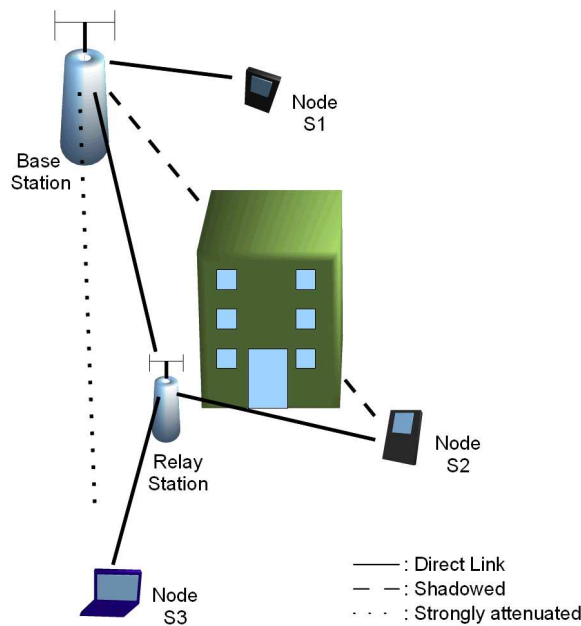 Node
S1
Base
Station
Relay
Station
Node
S2
Node
S3
: Direct Link
: Shadowed
: Strongly attenuated